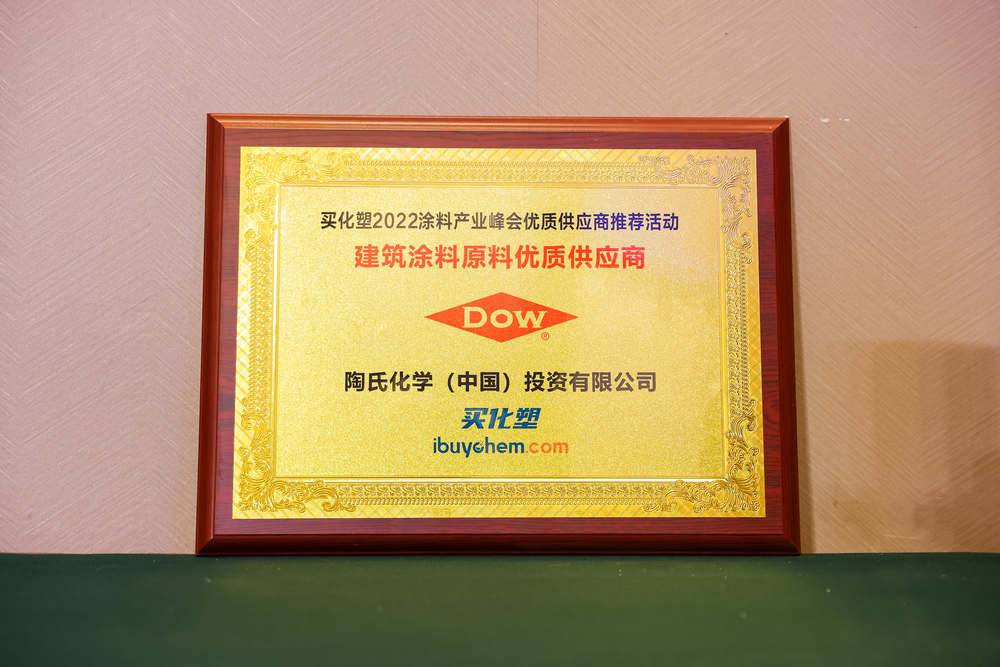 买化塑2022涂料产业峰会优质供应商推荐活动
建筑涂料原料优质供应商
DOW®
陶氏化学（中国）投资有限公司
买化塑
ibuychem.com